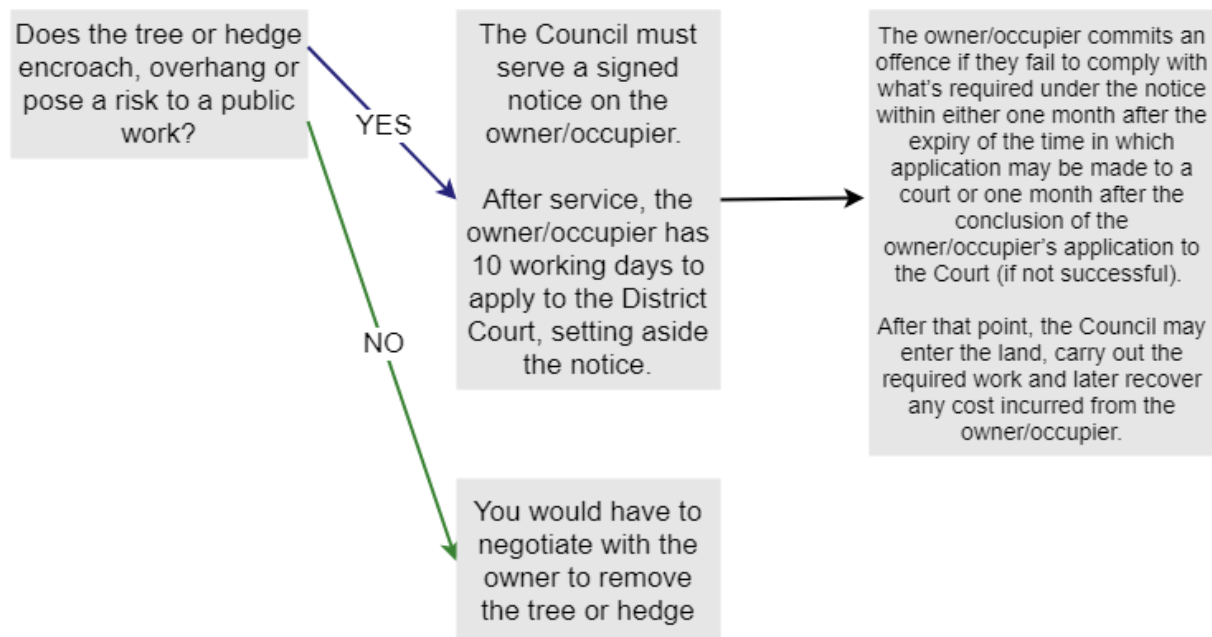 Does the tree or hedge
encroach, overhang or
pose a risk to a public
work?
YES
NO
The Council must
serve a signed
notice on the
owner/occupier.
After service, the
owner/occupier has
10 working days to
apply to the District
Court, setting aside
the notice.
The owner/occupier commits an
offence if they fail to comply with
what's required under the notice
within either one month after the
expiry of the time in which
application may be made to a
court or one month after the
conclusion of the
owner/occupier's application to
the Court (if not successful).
After that point, the Council may
enter the land, carry out the
required work and later recover
any cost incurred from the
owner/occupier.
You would have to
negotiate with the
owner to remove
the tree or hedge